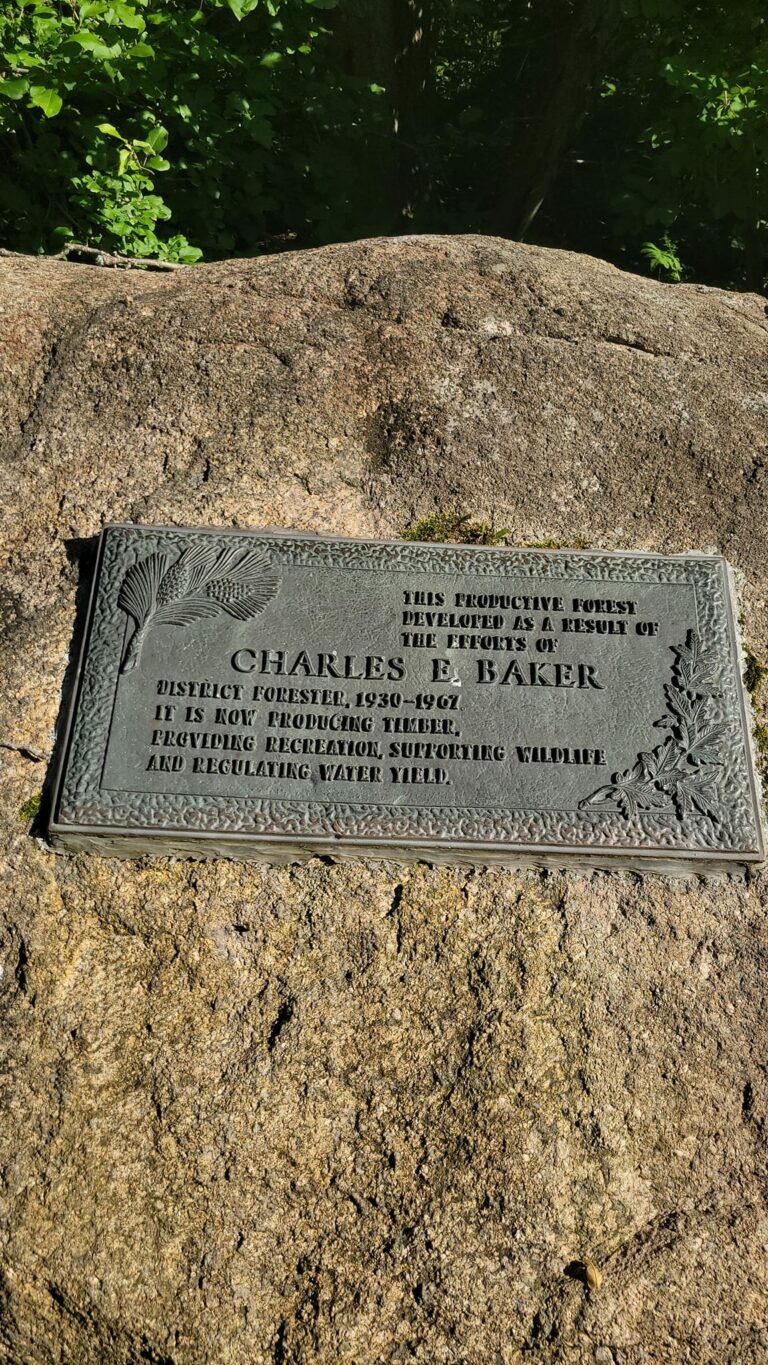 THIS PRODUCTIVE FOREST
DEVELOPED AS A RESULT OF
THE EFFORTS OF
CHARLES E. BAKER
DISTRICT FORESTER, 1930-1967.
IT IS NOW PRODUCING TIMBER,
PROVIDING RECREATION, SUPPORTING WILDLIFE
AND REGULATING WATER YIELD.